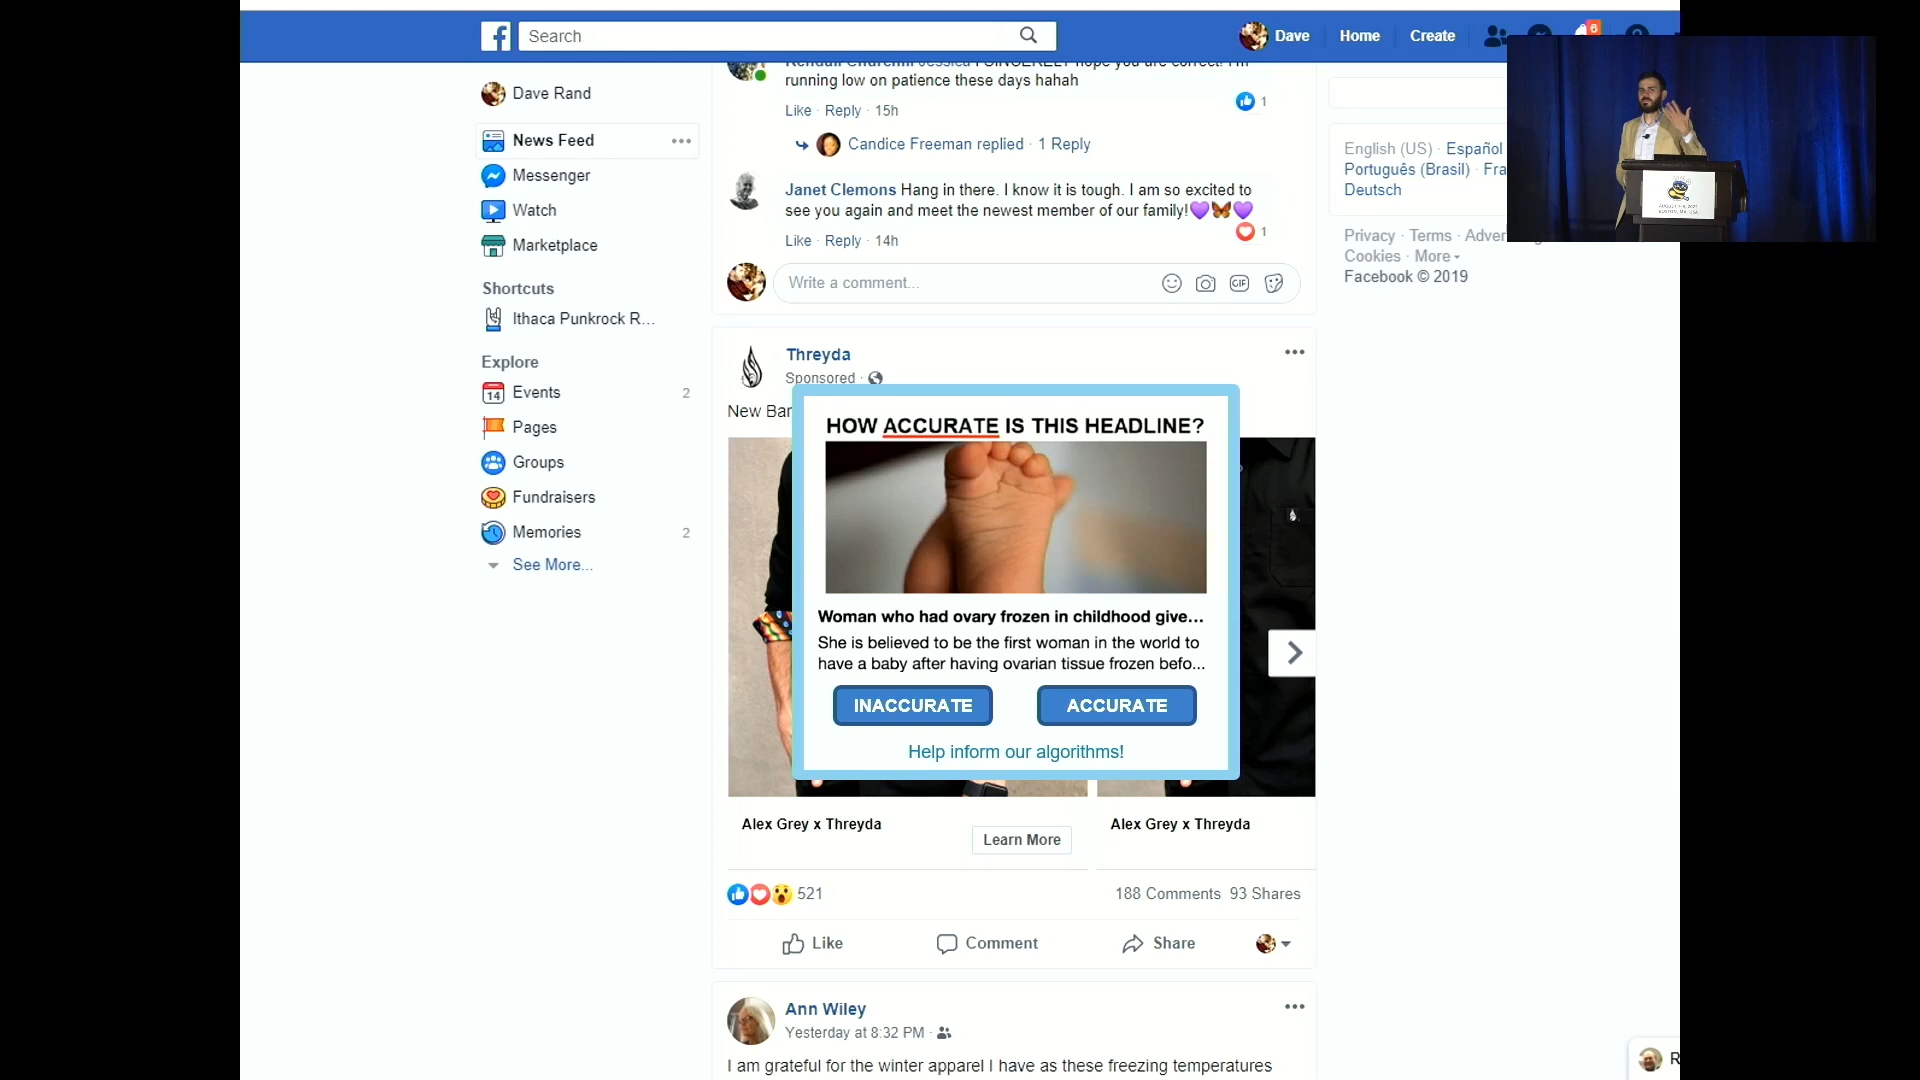 Search
Dave
Home
Create
6
Dave Rand
News Feed
Messenger
Watch
Marketplace
Shortcuts
Ithaca Punkrock R...
Explore
14
Events
2
Pages
Groups
Fundraisers
Memories
2
See More...
running low on patience these days hahah
Like · Reply · 15h
1
Candice Freeman replied · 1 Reply
Janet Clemons Hang in there. I know it is tough. I am so excited to
see you again and meet the newest member of our family!
Like · Reply · 14h
1
Write a comment...
GIF
Threyda
Sponsored ·
New Bar
HOW ACCURATE IS THIS HEADLINE?
Woman who had ovary frozen in childhood give...
She is believed to be the first woman in the world to
have a baby after having ovarian tissue frozen befo...
INACCURATE
ACCURATE
Help inform our algorithms!
Alex Grey x Threyda
Learn More
Alex Grey x Threyda
521
188 Comments 93 Shares
Like
Comment
Share
Ann Wiley
Yesterday at 8:32 PM ·
I am grateful for the winter apparel I have as these freezing temperatures
English (US) · Español
Português (Brasil) · Fra
Deutsch
Privacy · Terms · Adver
Cookies · More
Facebook © 2019
R